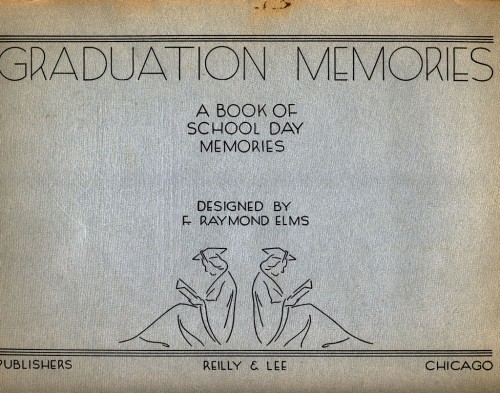 GRADUATION MEMORIES
A BOOK OF
SCHOOL DAY
MEMORIES
DESIGNED BY
F. RAYMOND ELMS
PUBLISHERS REILLY & LEE CHICAGO